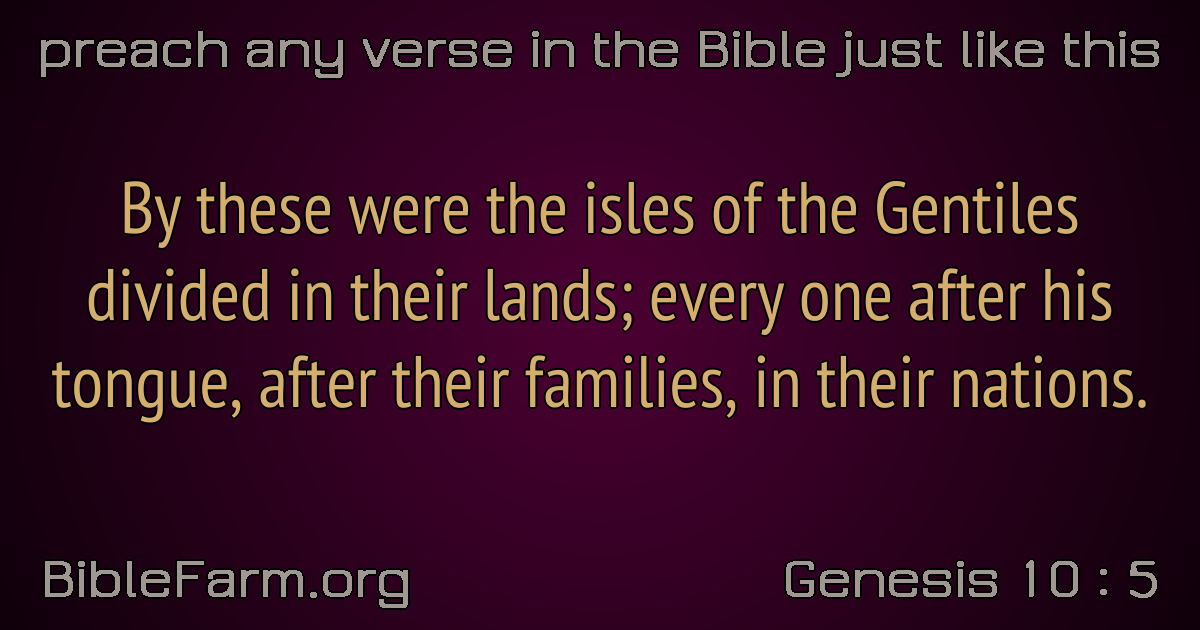 preach any verse in the Bible just like this
By these were the isles of the Gentiles
divided in their lands; every one after his
tongue, after their families, in their nations.
BibleFarm.org
Genesis 10 : 5